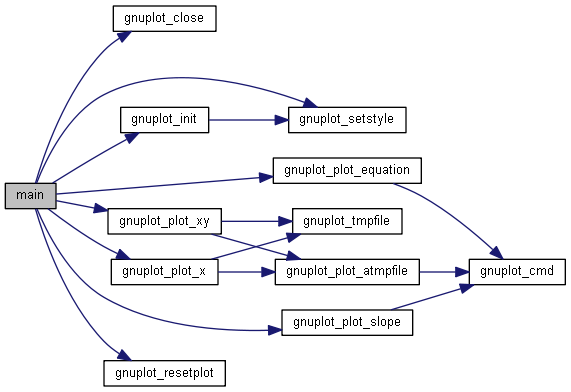 gnuplot_close
gnuplot_init
gnuplot_setstyle
gnuplot_plot_equation
main
gnuplot_plot_xy
gnuplot_tmpfile
gnuplot_plot_x
gnuplot_plot_atmpfile
gnuplot_cmd
gnuplot_plot_slope
gnuplot_resetplot